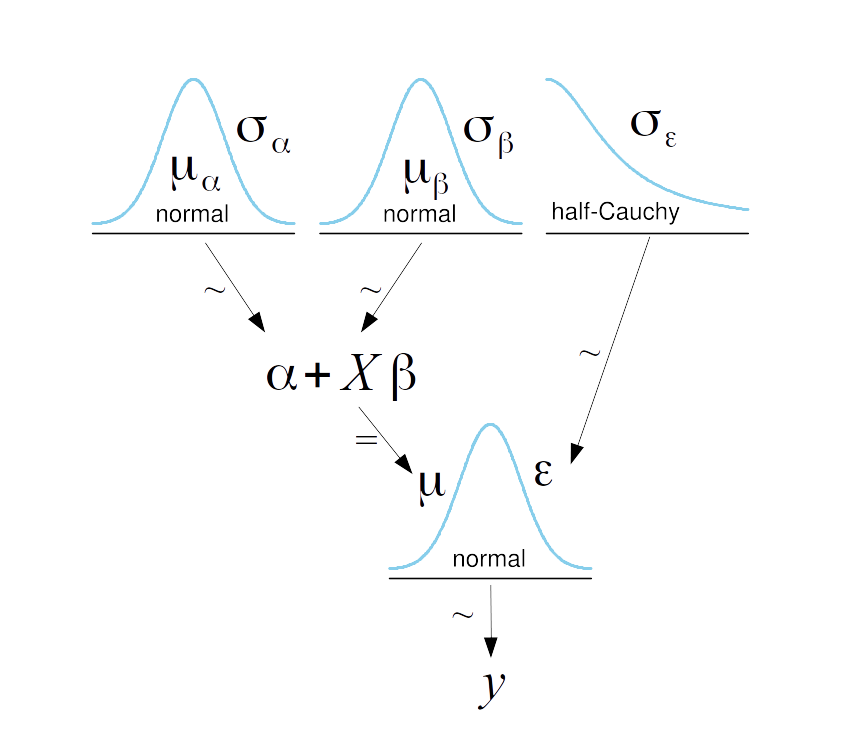 σα
σβ
σε
μα
μβ
normal
normal
half-Cauchy
~
~
~
α+Xβ
=
μ
ε
normal
~
y